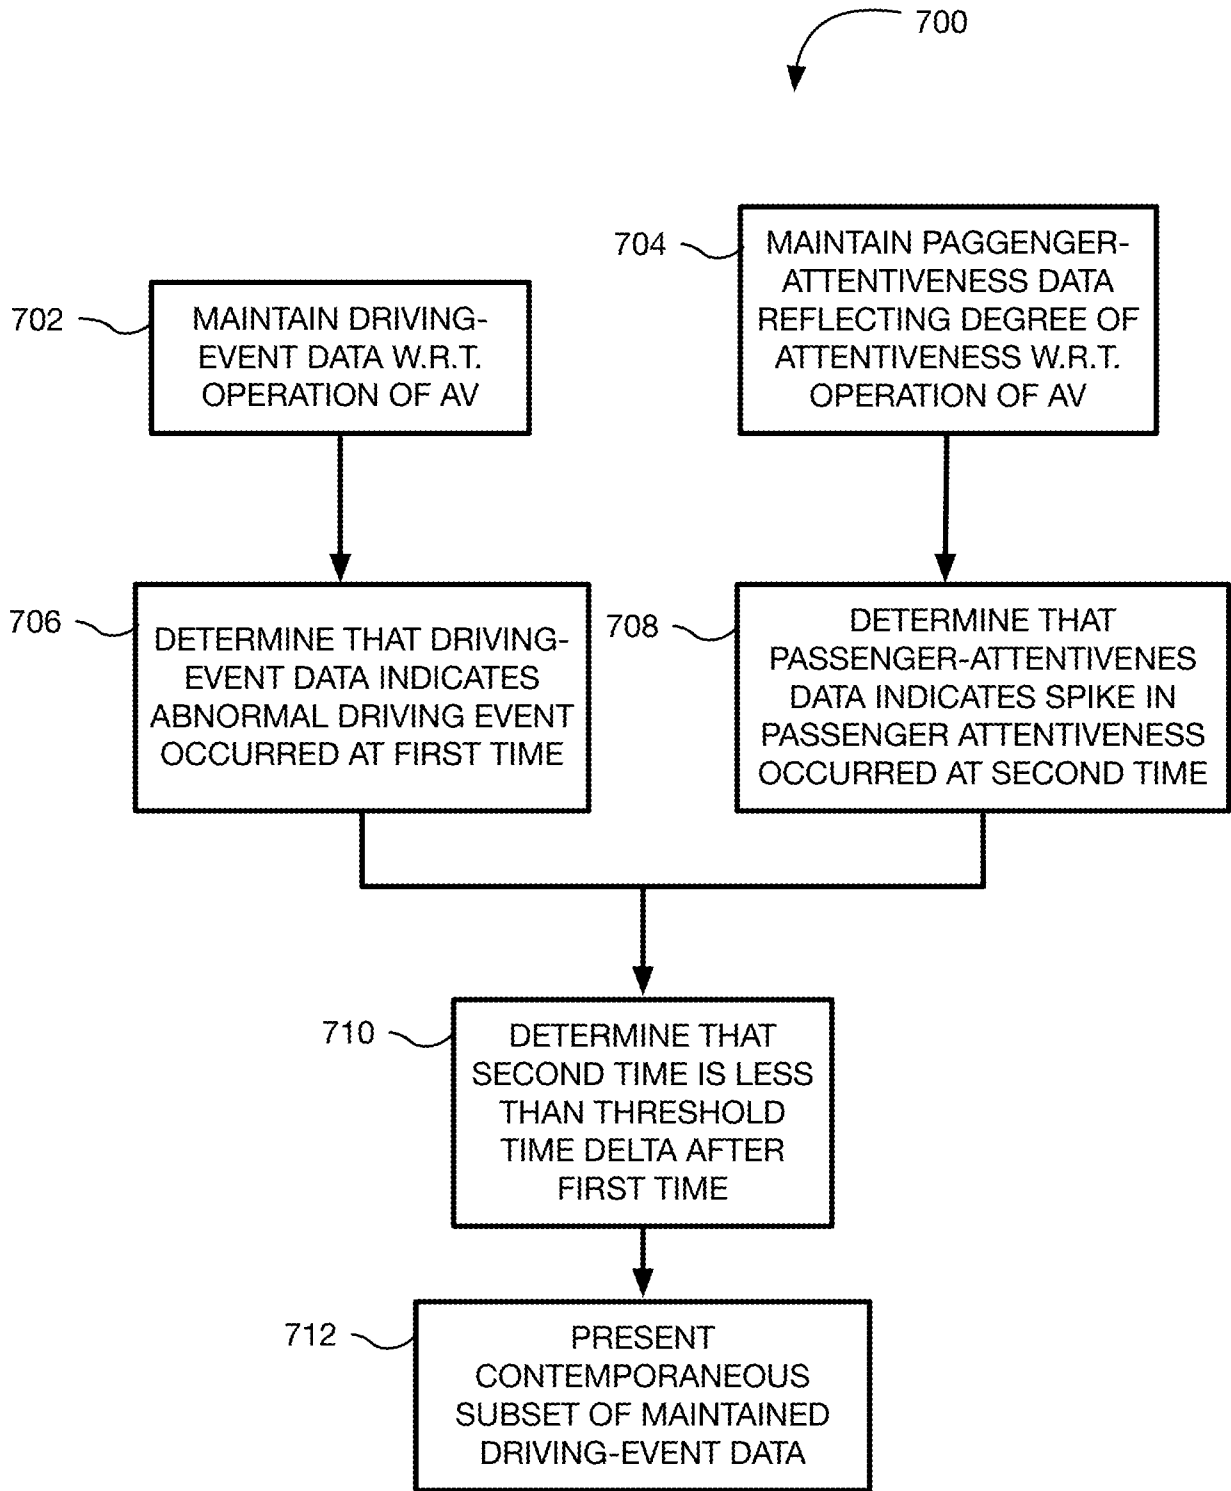 700
704
MAINTAIN PAGGENGER-
ATTENTIVENESS DATA
REFLECTING DEGREE OF
ATTENTIVENESS W.R.T.
OPERATION OF AV
702
MAINTAIN DRIVING-
EVENT DATA W.R.T.
OPERATION OF AV
706
DETERMINE THAT DRIVING-
EVENT DATA INDICATES
ABNORMAL DRIVING EVENT
OCCURRED AT FIRST TIME
708
DETERMINE THAT
PASSENGER-ATTENTIVENES
DATA INDICATES SPIKE IN
PASSENGER ATTENTIVENESS
OCCURRED AT SECOND TIME
710
DETERMINE THAT
SECOND TIME IS LESS
THAN THRESHOLD
TIME DELTA AFTER
FIRST TIME
712
PRESENT
CONTEMPORANEOUS
SUBSET OF MAINTAINED
DRIVING-EVENT DATA